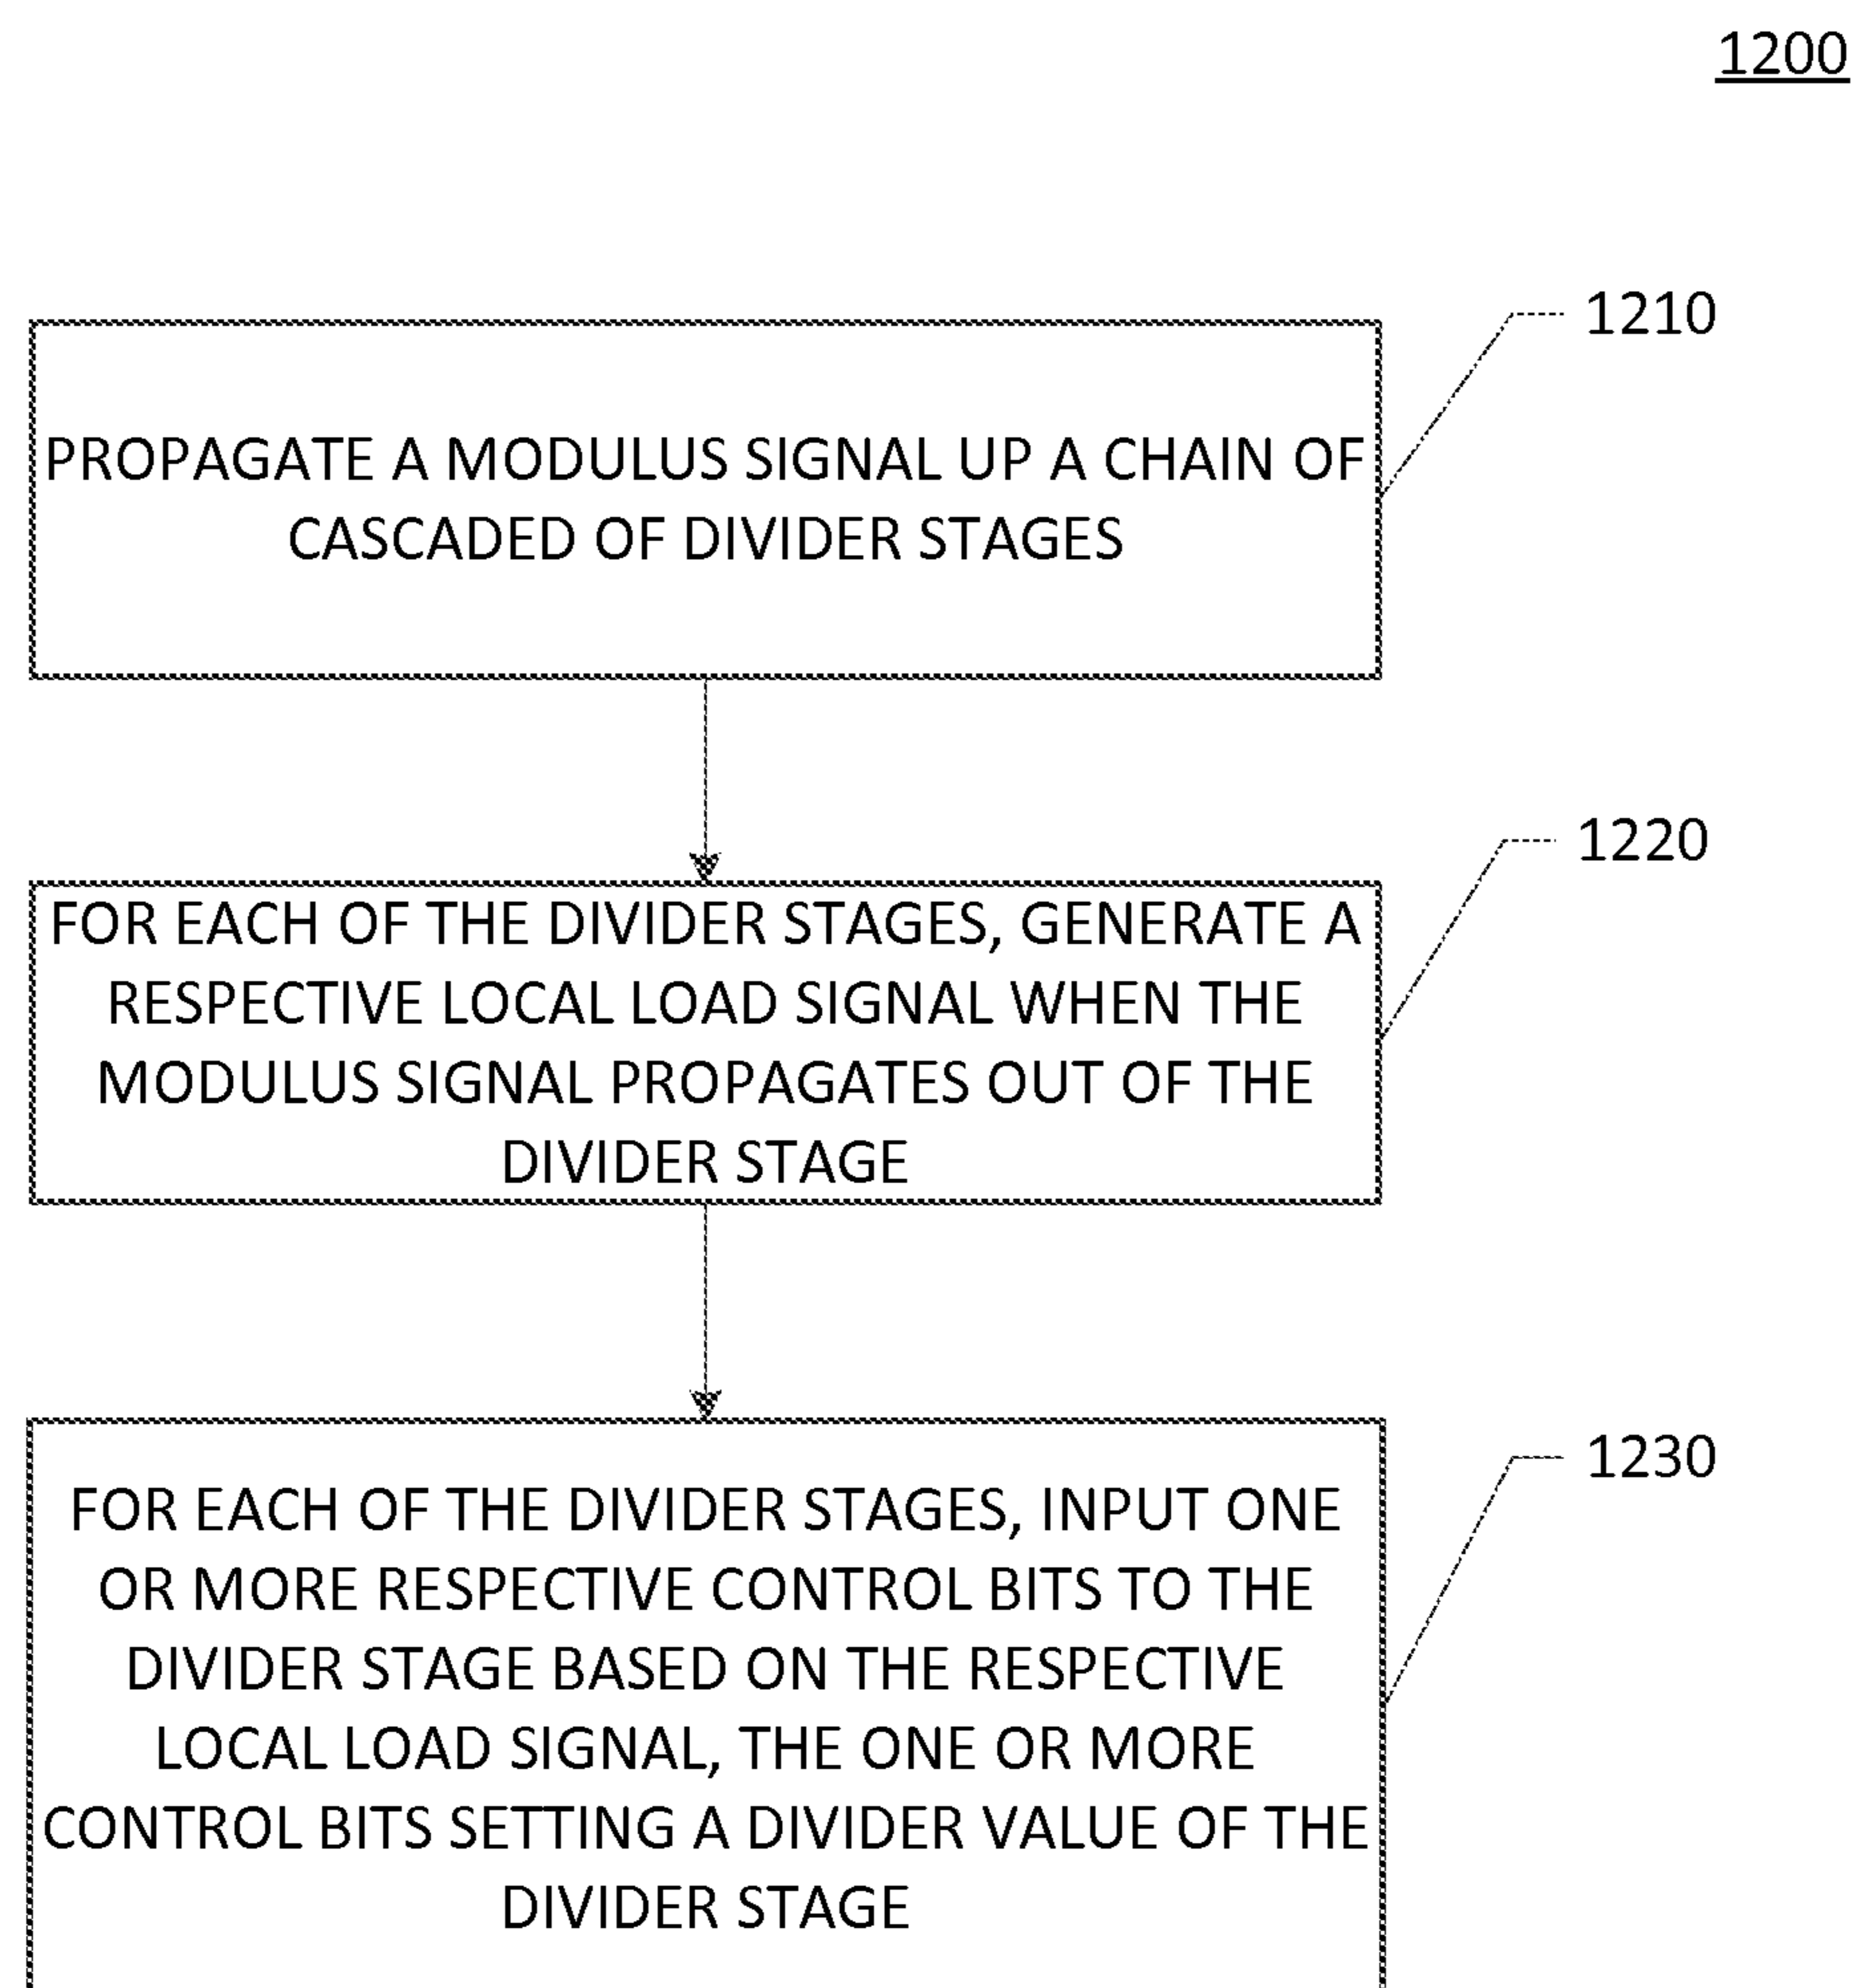 1200
1210
PROPAGATE A MODULUS SIGNAL UP A CHAIN OF
CASCADED OF DIVIDER STAGES
1220
FOR EACH OF THE DIVIDER STAGES, GENERATE A
RESPECTIVE LOCAL LOAD SIGNAL WHEN THE
MODULUS SIGNAL PROPAGATES OUT OF THE
DIVIDER STAGE
1230
FOR EACH OF THE DIVIDER STAGES, INPUT ONE
OR MORE RESPECTIVE CONTROL BITS TO THE
DIVIDER STAGE BASED ON THE RESPECTIVE
LOCAL LOAD SIGNAL, THE ONE OR MORE
CONTROL BITS SETTING A DIVIDER VALUE OF THE
DIVIDER STAGE